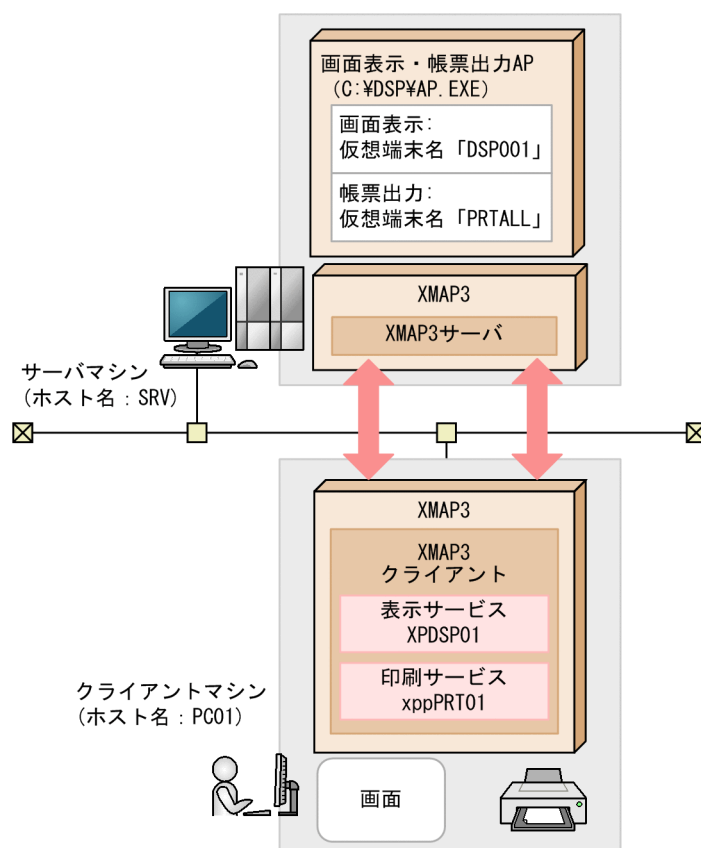 画面表示・帳票出力AP
(C:¥DSP¥AP.EXE)
画面表示:
仮想端末名「DSP001」
帳票出力:
仮想端末名「PRTALL」
XMAP3
XMAP3サーバ
サーバマシン
(ホスト名:SRV)
XMAP3
XMAP3
クライアント
表示サービス
XPDSP01
印刷サービス
xppPRT01
クライアントマシン
(ホスト名:PC01)
画面